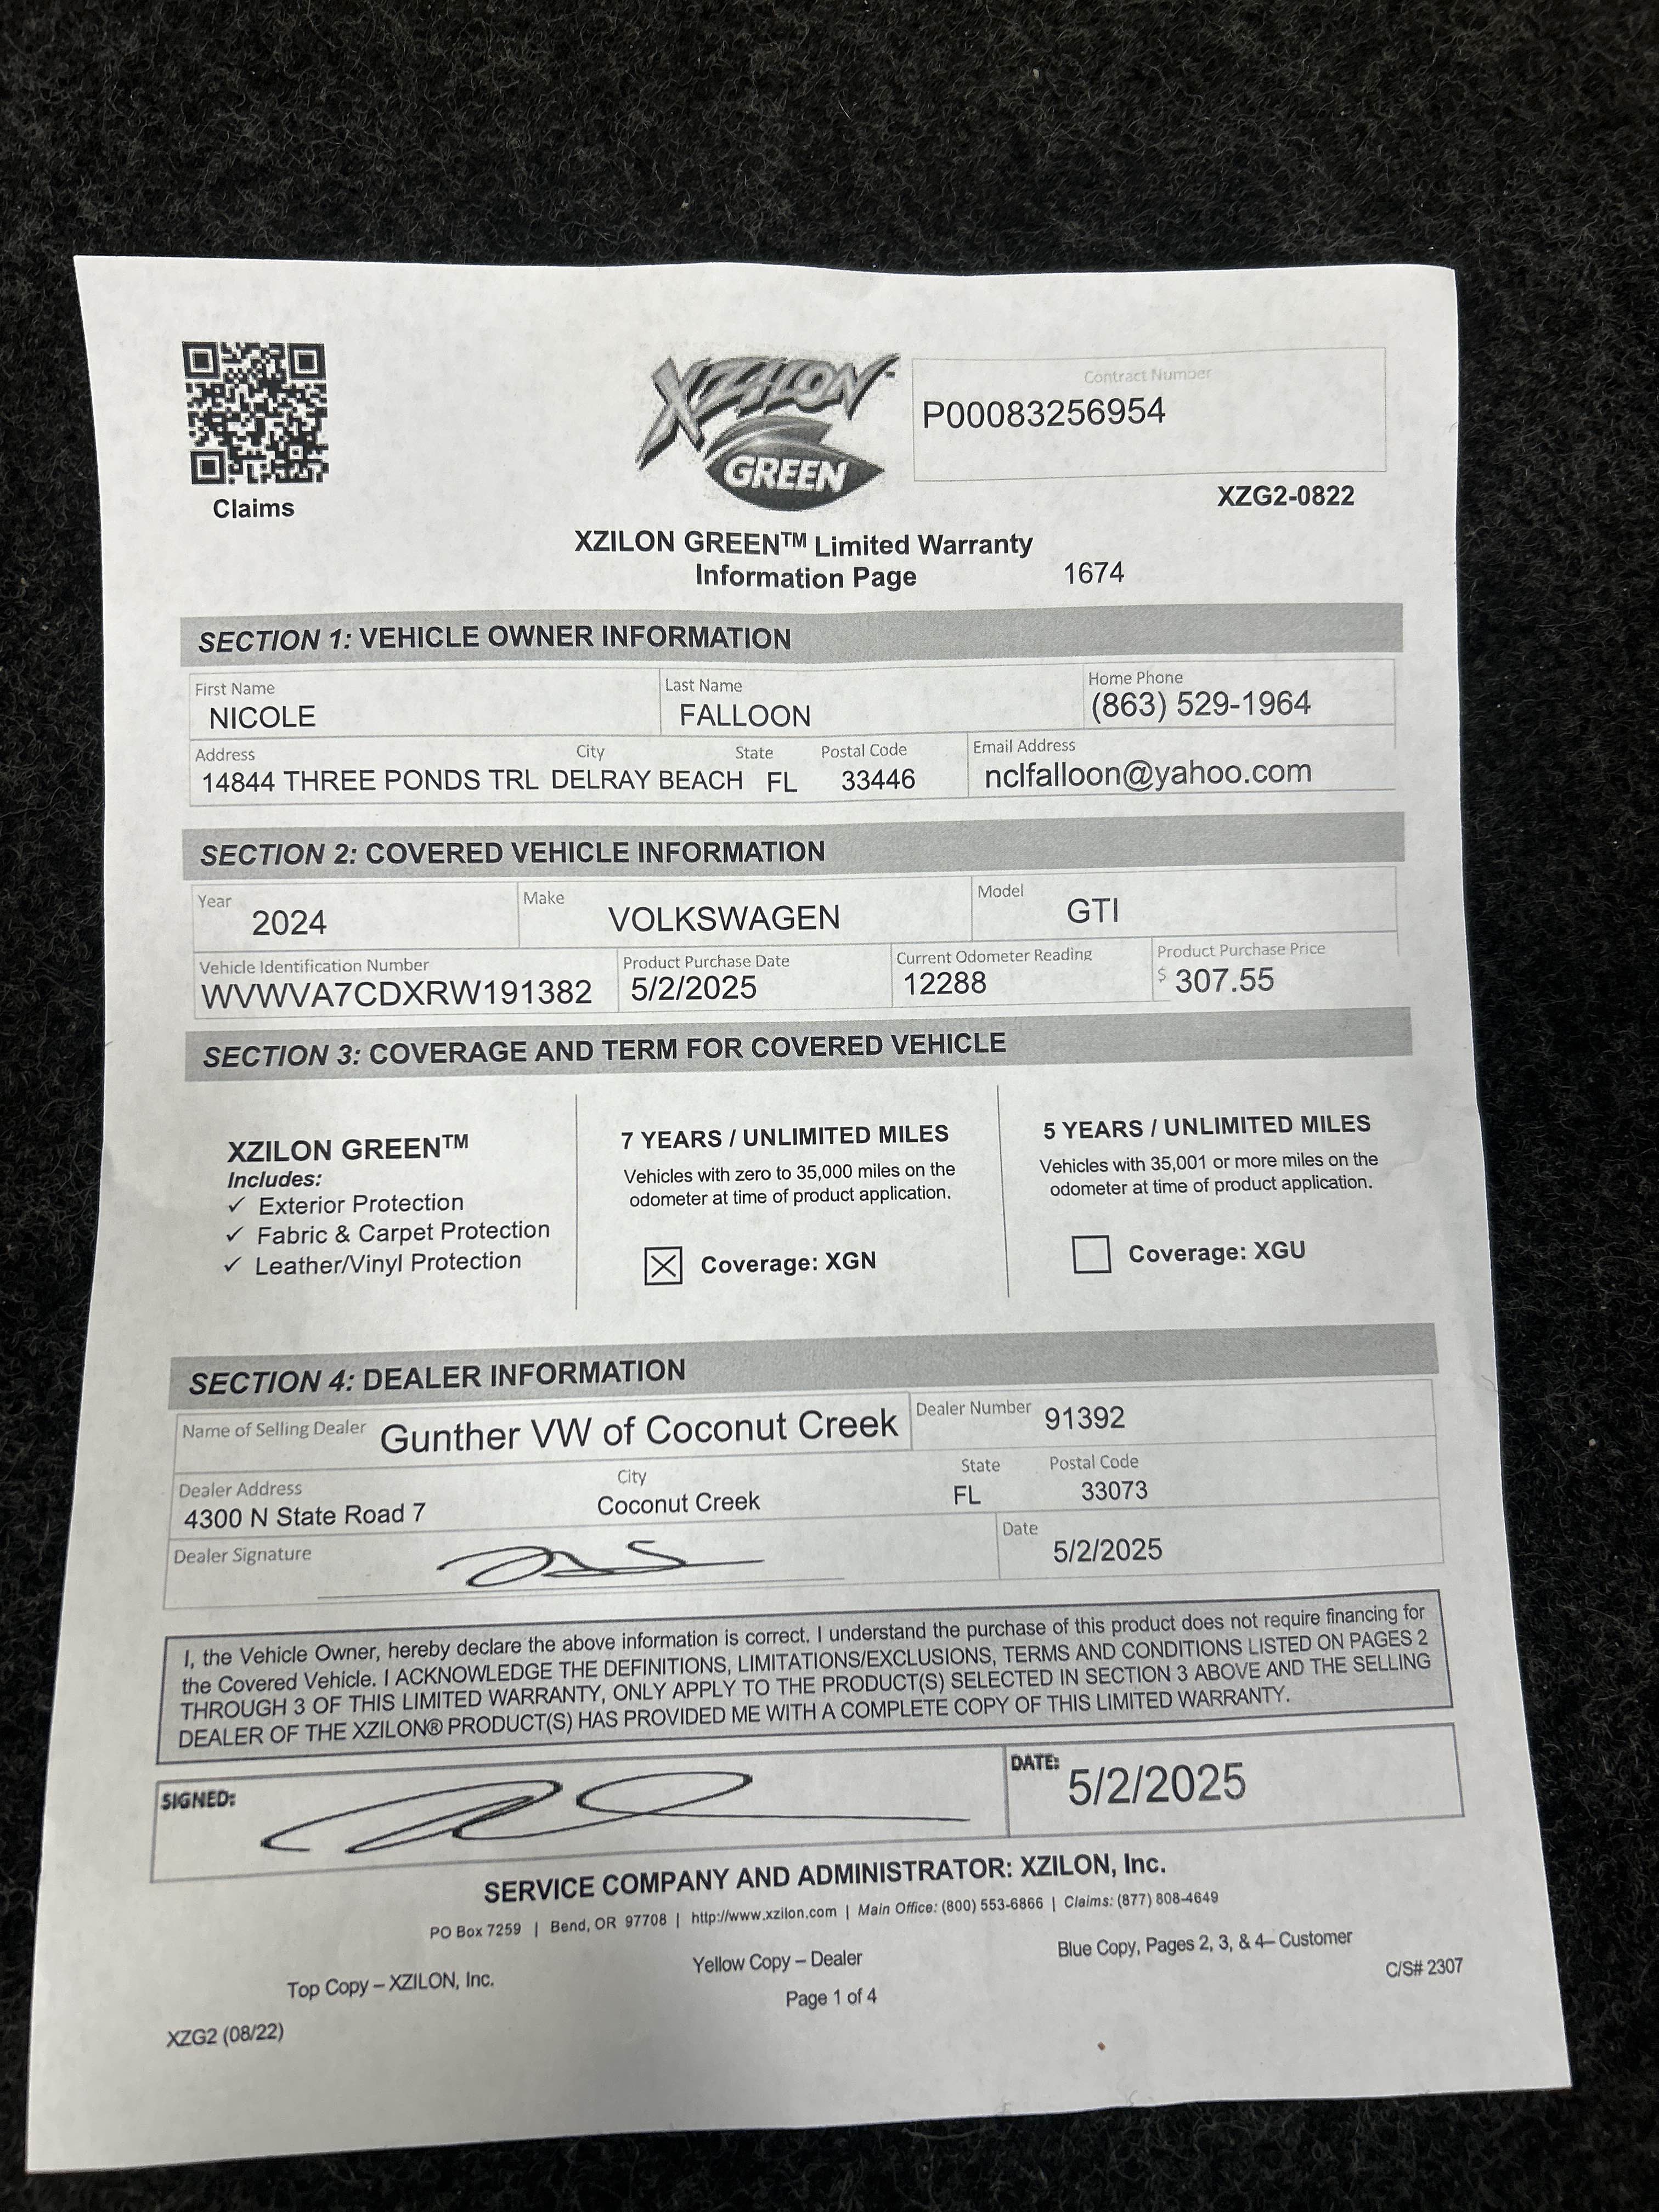 XZILON™
GREEN
Contract Number
P00083256954
Claims
XZG2-0822
XZILON GREEN™ Limited Warranty
Information Page 1674
SECTION 1: VEHICLE OWNER INFORMATION
First Name Last Name Home Phone
NICOLE FALLOON (863) 529-1964
Address City State Postal Code Email Address
14844 THREE PONDS TRL DELRAY BEACH FL 33446 nclfalloon@yahoo.com
SECTION 2: COVERED VEHICLE INFORMATION
Year Make Model
2024 VOLKSWAGEN GTI
Vehicle Identification Number Product Purchase Date Current Odometer Reading Product Purchase Price
WVWVA7CDXRW191382 5/2/2025 12288 $ 307.55
SECTION 3: COVERAGE AND TERM FOR COVERED VEHICLE
XZILON GREEN™
Includes:
✓ Exterior Protection
✓ Fabric & Carpet Protection
✓ Leather/Vinyl Protection
7 YEARS / UNLIMITED MILES
Vehicles with zero to 35,000 miles on the
odometer at time of product application.
☒ Coverage: XGN
5 YEARS / UNLIMITED MILES
Vehicles with 35,001 or more miles on the
odometer at time of product application.
☐ Coverage: XGU
SECTION 4: DEALER INFORMATION
Name of Selling Dealer Gunther VW of Coconut Creek Dealer Number 91392
Dealer Address City State Postal Code
4300 N State Road 7 Coconut Creek FL 33073
Dealer Signature Date
5/2/2025
I, the Vehicle Owner, hereby declare the above information is correct. I understand the purchase of this product does not require financing for
the Covered Vehicle. I ACKNOWLEDGE THE DEFINITIONS, LIMITATIONS/EXCLUSIONS, TERMS AND CONDITIONS LISTED ON PAGES 2
THROUGH 3 OF THIS LIMITED WARRANTY, ONLY APPLY TO THE PRODUCT(S) SELECTED IN SECTION 3 ABOVE AND THE SELLING
DEALER OF THE XZILON® PRODUCT(S) HAS PROVIDED ME WITH A COMPLETE COPY OF THIS LIMITED WARRANTY.
SIGNED: DATE: 5/2/2025
SERVICE COMPANY AND ADMINISTRATOR: XZILON, Inc.
PO Box 7259 | Bend, OR 97708 | http://www.xzilon.com | Main Office: (800) 553-6866 | Claims: (877) 808-4649
Top Copy – XZILON, Inc. Yellow Copy – Dealer Blue Copy, Pages 2, 3, & 4– Customer
Page 1 of 4 C/S# 2307
XZG2 (08/22)